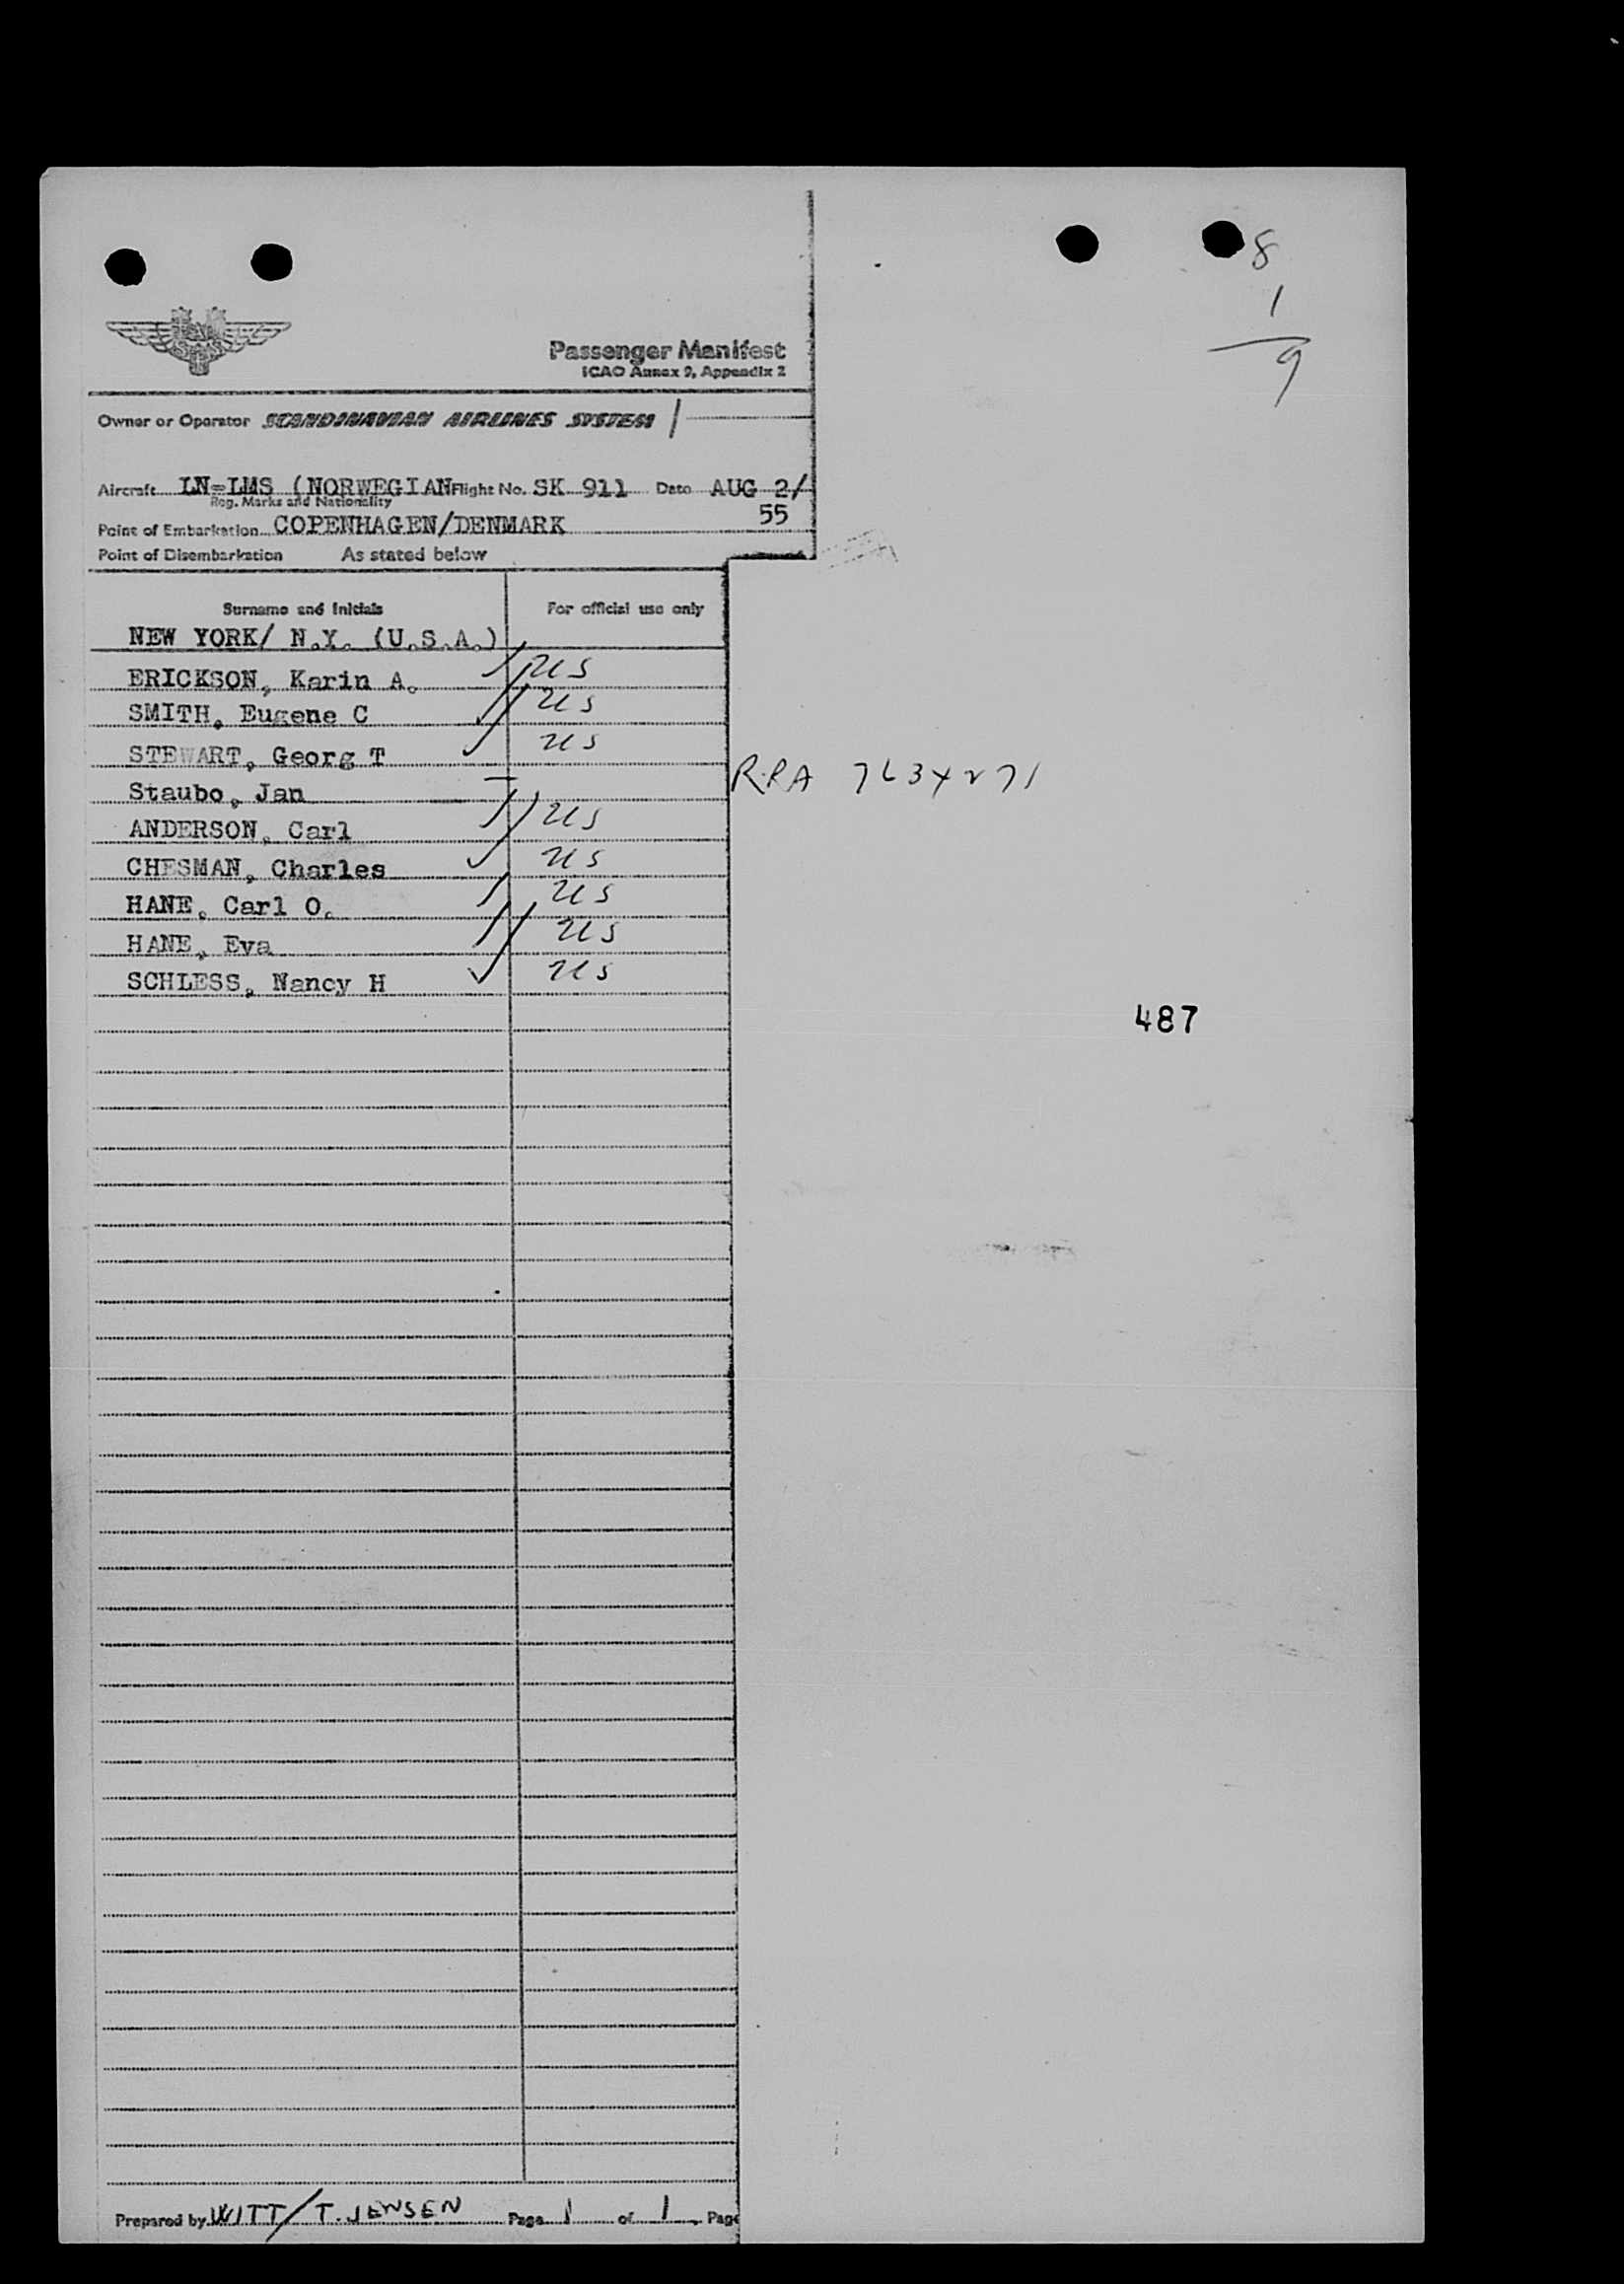 8
1
9
SAS
Passenger Manifest
ICAO Annex 9, Appendix 2
Owner or Operator SCANDINAVIAN AIRLINES SYSTEM
Aircraft LN-LMS (NORWEGIAN Flight No. SK 911 Date AUG 2/
Reg. Marks and Nationality
55
Point of Embarkation COPENHAGEN/DENMARK
Point of Disembarkation As stated below
Surname and Initials For official use only
NEW YORK/ N.Y. (U.S.A.)
ERICKSON, Karin A. US
SMITH, Eugene C US
STEWART, Georg T US
Staubo, Jan — RRA
ANDERSON, Carl US
CHESMAN, Charles US
HANE, Carl O. US
HANE, Eva US
SCHLESS, Nancy H US
487
Prepared by WITT/T. JENSEN Page 1 of 1 Page